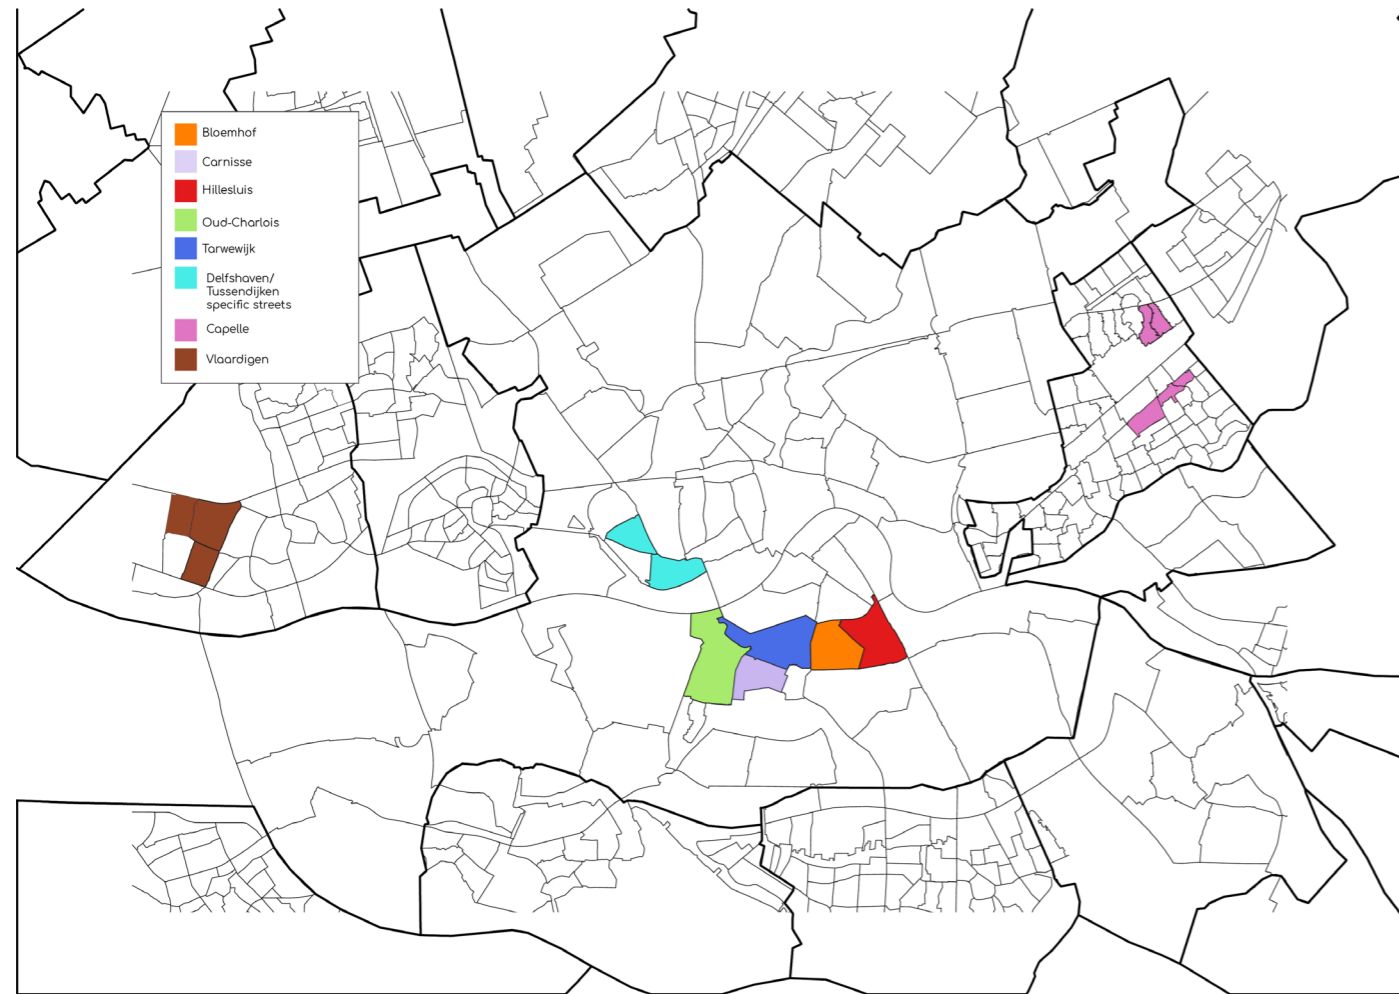 Bloemhof
Carnisse
Hillesluis
Oud-Charlois
Tarwewijk
Delfshaven/
Tussendijken
specific streets
Capelle
Vlaardigen